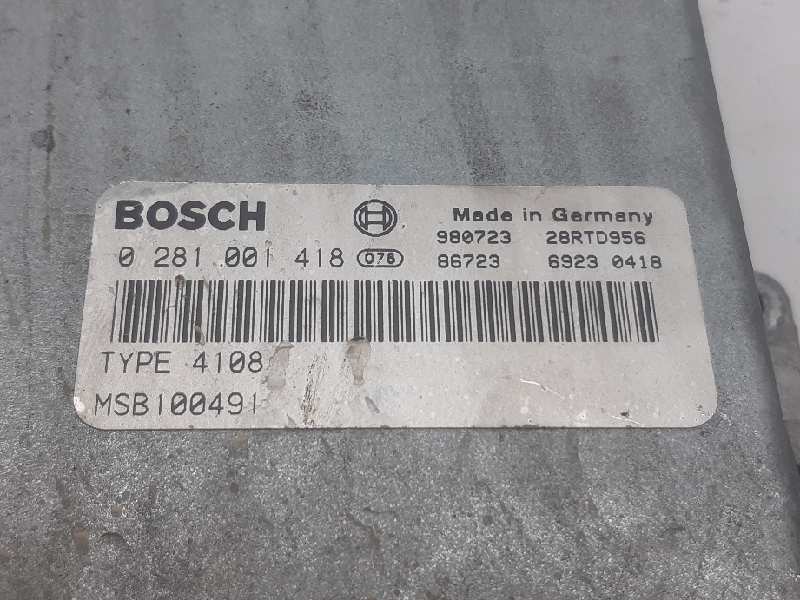 BOSCH
Made in Germany
980723 28RTD956
0 281 001 418 076
86723 6923 0418
TYPE 4108
MSB100491